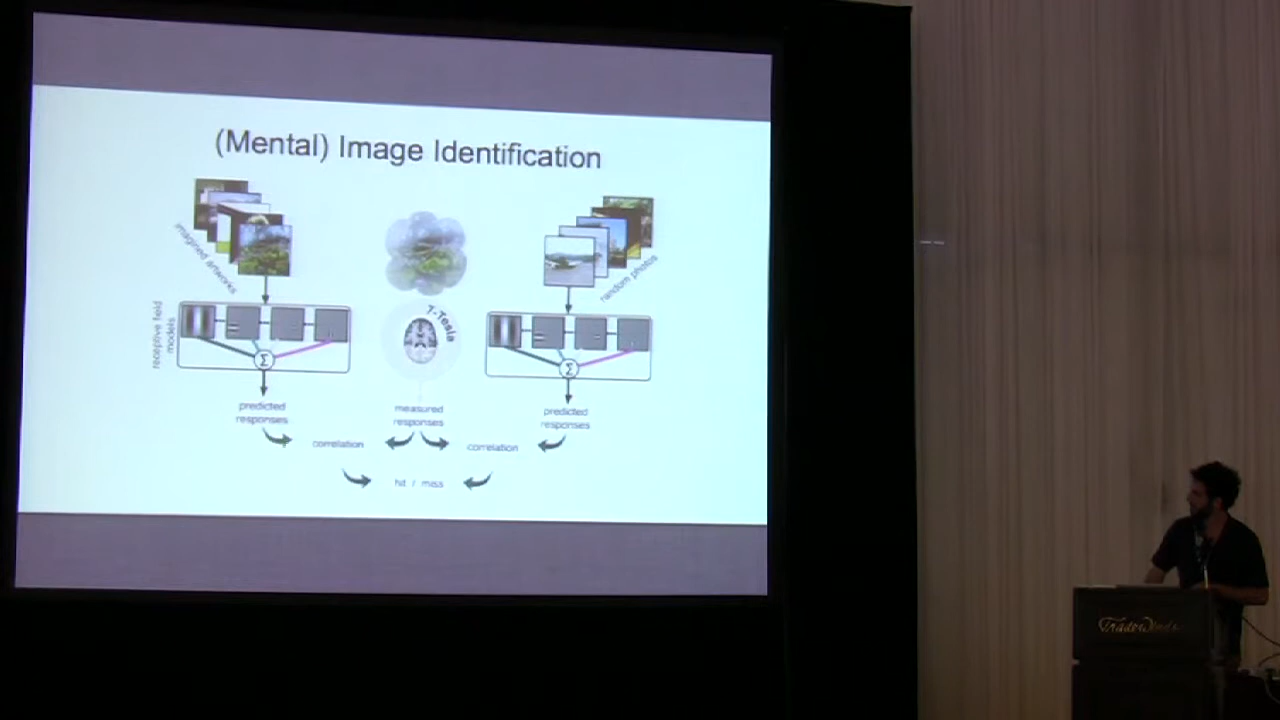 (Mental) Image Identification
imagined artworks
random photos
7-Tesla
receptive field
models
Σ
Σ
predicted
responses
measured
responses
predicted
responses
correlation
correlation
hit / miss
TradeWinds